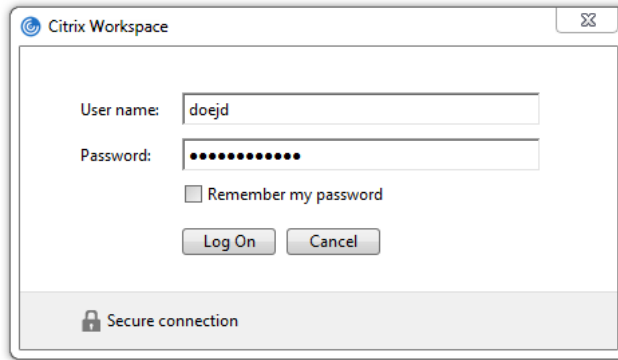 Citrix Workspace
User name: doejd
Password: ••••••••••••
Remember my password
Log On Cancel
Secure connection